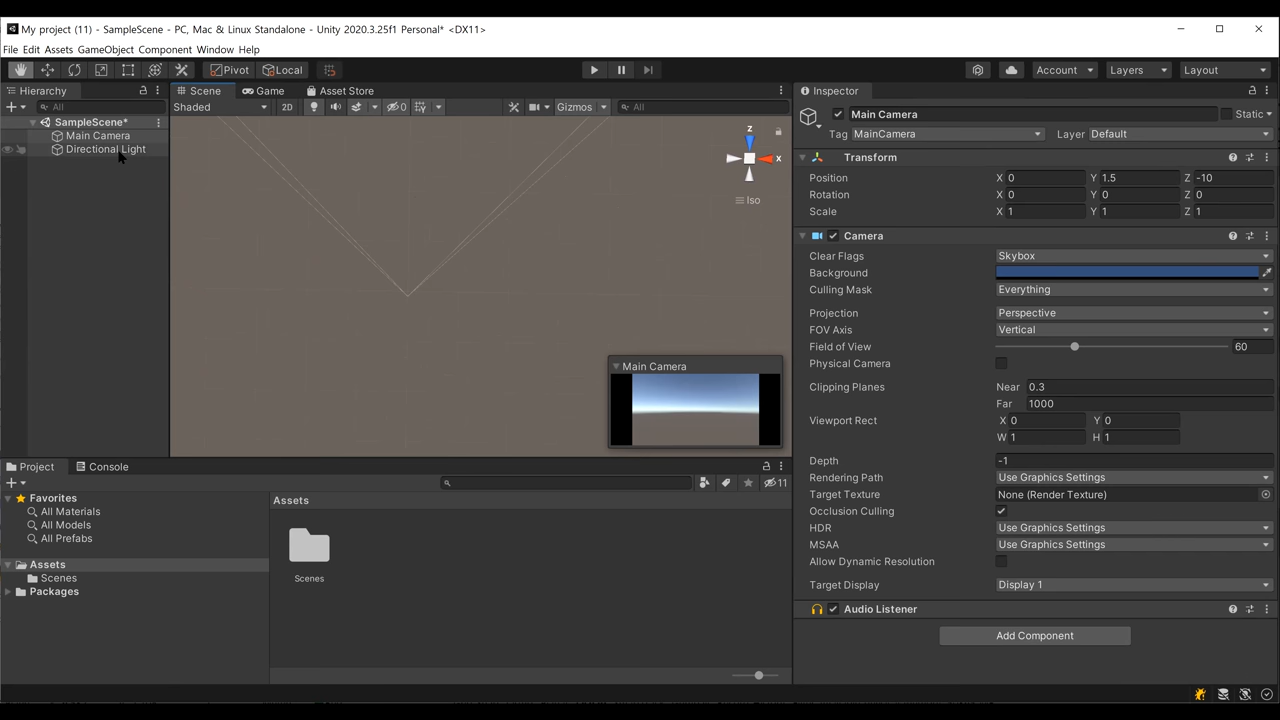 My project (11) - SampleScene - PC, Mac & Linux Standalone - Unity 2020.3.25f1 Personal* <DX11>
File Edit Assets GameObject Component Window Help
Pivot Local Account Layers Layout
Hierarchy
All
SampleScene*
Main Camera
Directional Light
Scene Game Asset Store
Shaded 2D 0 Gizmos All
z
x
Iso
Main Camera
Inspector
Main Camera Static
Tag MainCamera Layer Default
Transform
Position X 0 Y 1.5 Z -10
Rotation X 0 Y 0 Z 0
Scale X 1 Y 1 Z 1
Camera
Clear Flags Skybox
Background
Culling Mask Everything
Projection Perspective
FOV Axis Vertical
Field of View 60
Physical Camera
Clipping Planes Near 0.3
Far 1000
Viewport Rect X 0 Y 0
W 1 H 1
Depth -1
Rendering Path Use Graphics Settings
Target Texture None (Render Texture)
Occlusion Culling
HDR Use Graphics Settings
MSAA Use Graphics Settings
Allow Dynamic Resolution
Target Display Display 1
Audio Listener
Add Component
Project Console
11
Favorites
All Materials
All Models
All Prefabs
Assets
Scenes
Packages
Assets
Scenes